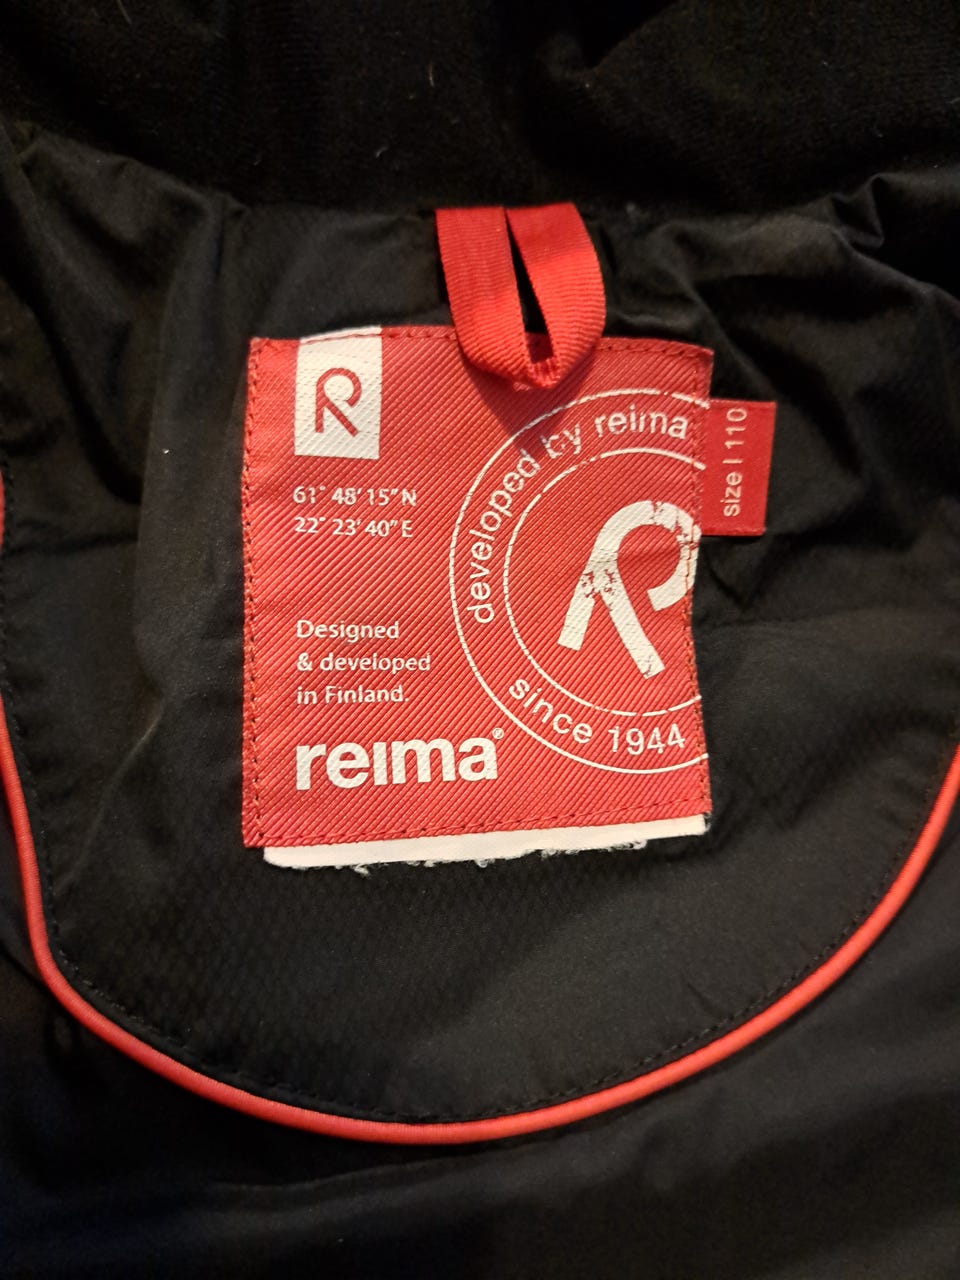 R
61° 48' 15" N
22° 23' 40" E
Designed
& developed
in Finland.
reima®
developed by reima
R
since 1944
size | 110